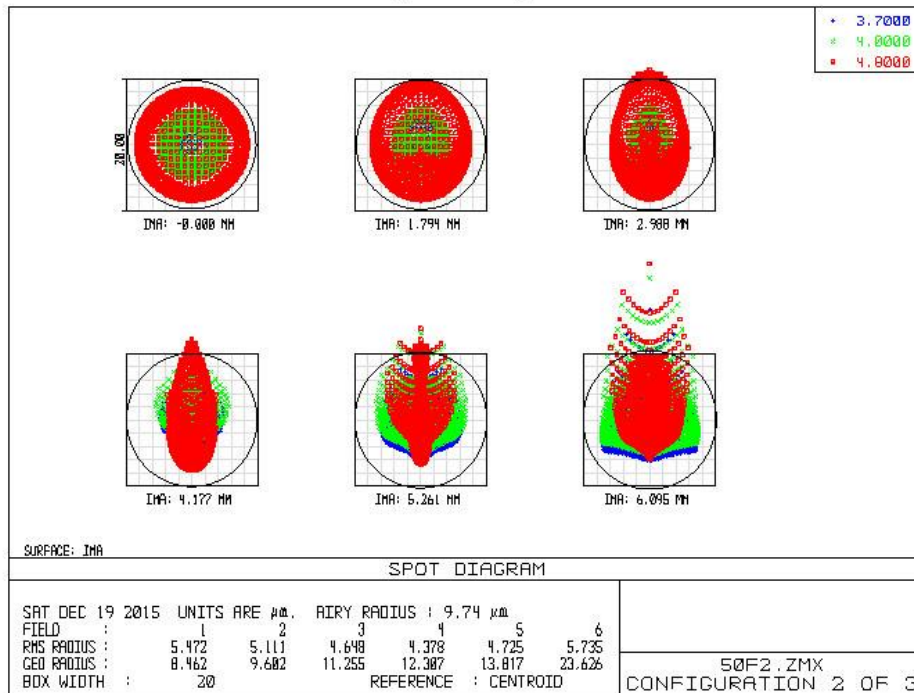 3.7000
4.0000
4.8000
20.00
IMA: -0.000 MM
IMA: 1.794 MM
IMA: 2.988 MM
IMA: 4.177 MM
IMA: 5.261 MM
IMA: 6.095 MM
SURFACE: IMA
SPOT DIAGRAM
SAT DEC 19 2015 UNITS ARE µm. AIRY RADIUS : 9.74 µm
FIELD : 1 2 3 4 5 6
RMS RADIUS : 5.472 5.111 4.648 4.378 4.725 5.735
GEO RADIUS : 8.462 9.602 11.255 12.307 13.817 23.626
BOX WIDTH : 20 REFERENCE : CENTROID
50F2.ZMX
CONFIGURATION 2 OF 3